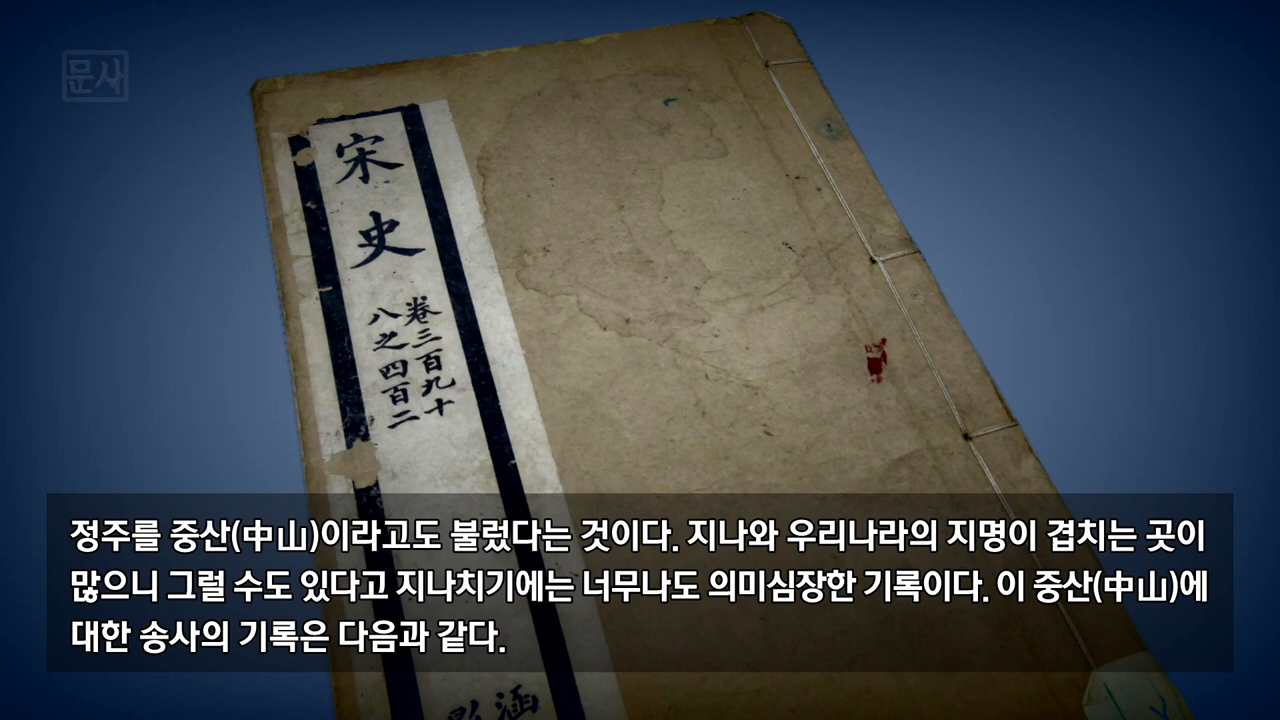 문사
宋史
卷三百九十
八之四百二
정주를 중산(中山)이라고도 불렀다는 것이다. 지나와 우리나라의 지명이 겹치는 곳이
많으니 그럴 수도 있다고 지나치기에는 너무나도 의미심장한 기록이다. 이 중산(中山)에
대한 송사의 기록은 다음과 같다.